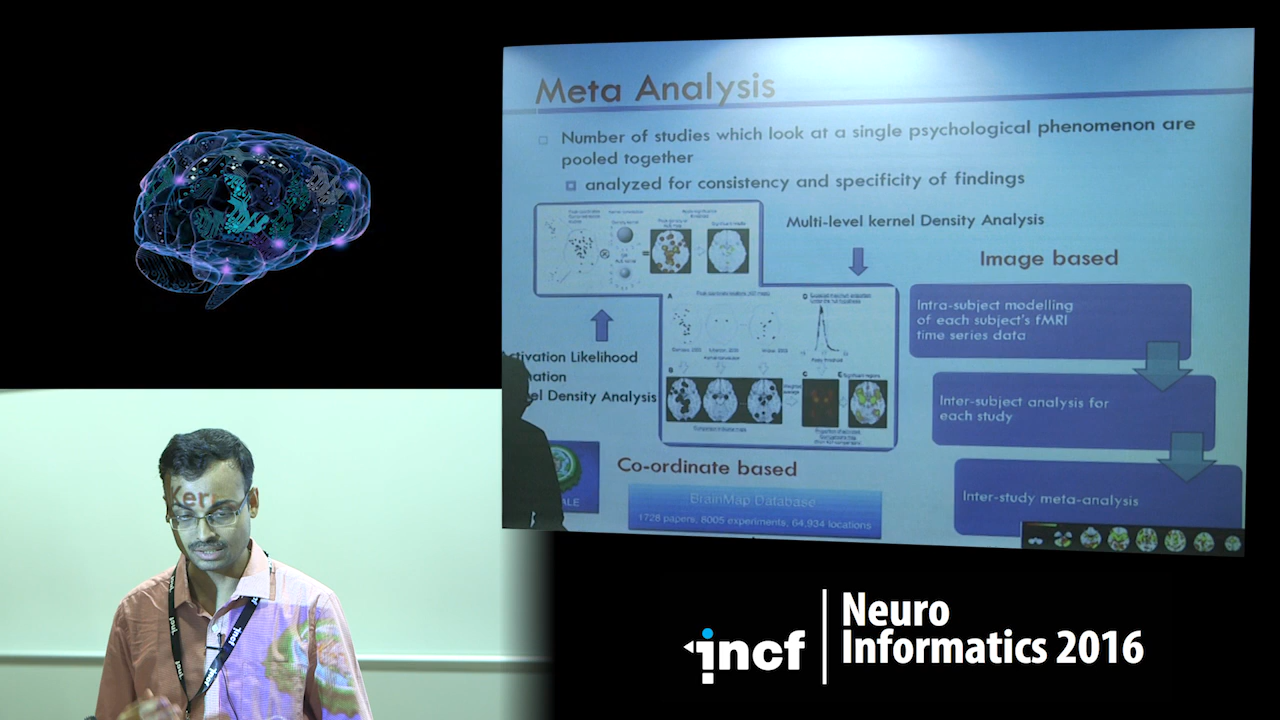 Meta Analysis
Number of studies which look at a single psychological phenomenon are
pooled together
analyzed for consistency and specificity of findings
Multi-level kernel Density Analysis
Image based
Intra-subject modelling
of each subject's fMRI
time series data
Activation Likelihood
Density Analysis
Inter-subject analysis for
each study
Co-ordinate based
BrainMap Database
1728 papers; 8005 experiments; 64,934 locations
Inter-study meta-analysis
ALE
Ker
incf
Neuro
Informatics 2016